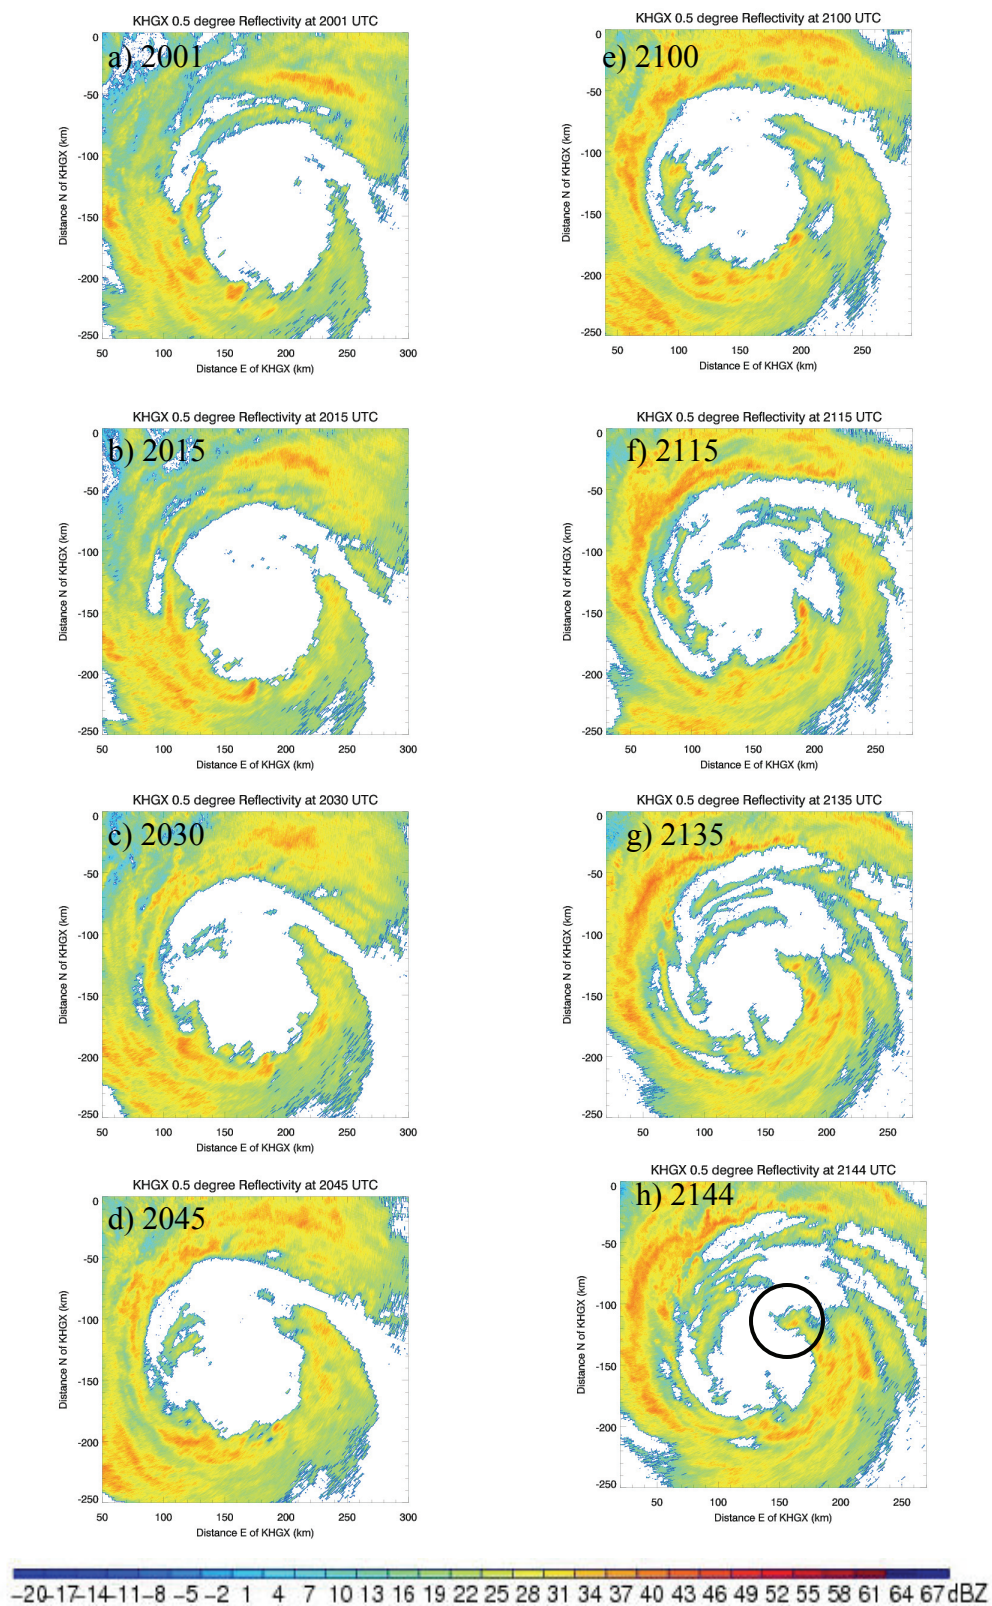 KHGX 0.5 degree Reflectivity at 2001 UTC
a) 2001
0
-50
-100
-150
-200
-250
Distance N of KHGX (km)
50 100 150 200 250 300
Distance E of KHGX (km)
KHGX 0.5 degree Reflectivity at 2015 UTC
b) 2015
0
-50
-100
-150
-200
-250
Distance N of KHGX (km)
50 100 150 200 250 300
Distance E of KHGX (km)
KHGX 0.5 degree Reflectivity at 2030 UTC
c) 2030
0
-50
-100
-150
-200
-250
Distance N of KHGX (km)
50 100 150 200 250 300
Distance E of KHGX (km)
KHGX 0.5 degree Reflectivity at 2045 UTC
d) 2045
0
-50
-100
-150
-200
-250
Distance N of KHGX (km)
50 100 150 200 250 300
Distance E of KHGX (km)
KHGX 0.5 degree Reflectivity at 2100 UTC
e) 2100
0
-50
-100
-150
-200
-250
Distance N of KHGX (km)
50 100 150 200 250
Distance E of KHGX (km)
KHGX 0.5 degree Reflectivity at 2115 UTC
f) 2115
0
-50
-100
-150
-200
-250
Distance N of KHGX (km)
50 100 150 200 250
Distance E of KHGX (km)
KHGX 0.5 degree Reflectivity at 2135 UTC
g) 2135
0
-50
-100
-150
-200
-250
Distance N of KHGX (km)
50 100 150 200 250
Distance E of KHGX (km)
KHGX 0.5 degree Reflectivity at 2144 UTC
h) 2144
0
-50
-100
-150
-200
-250
Distance N of KHGX (km)
50 100 150 200 250
Distance E of KHGX (km)
−20−17−14−11−8 −5 −2 1 4 7 10 13 16 19 22 25 28 31 34 37 40 43 46 49 52 55 58 61 64 67dBZ